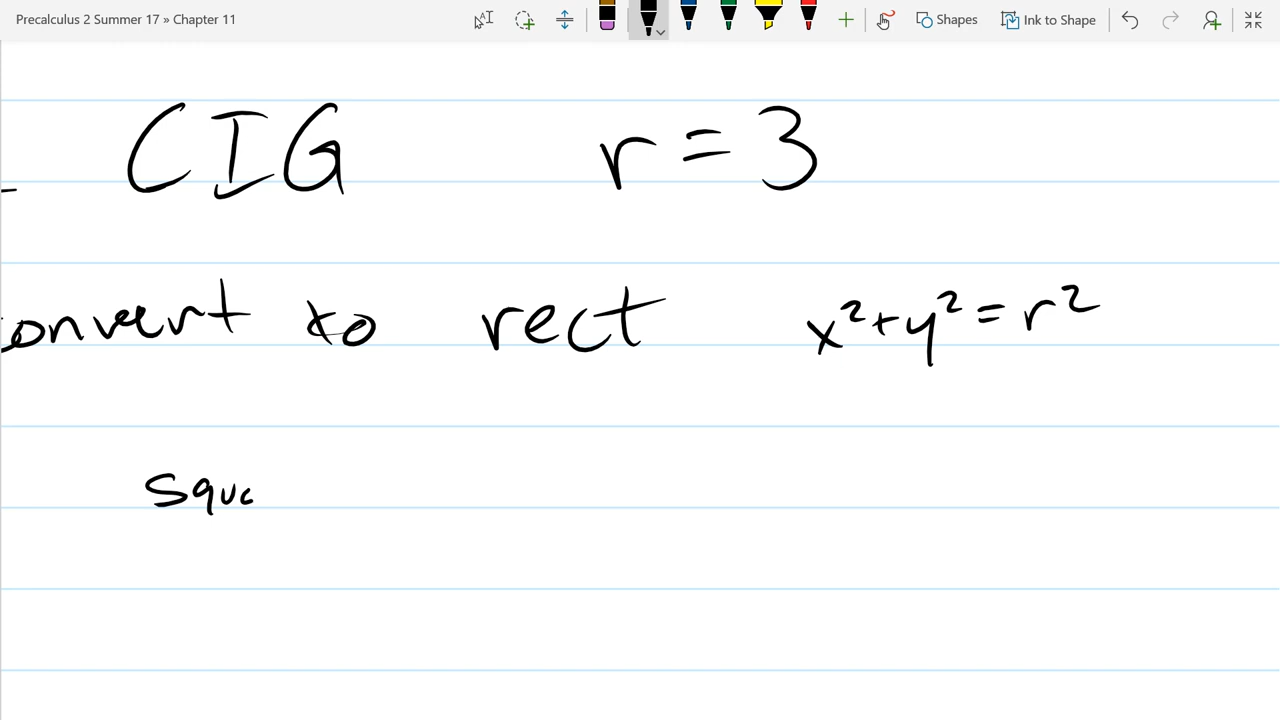 Precalculus 2 Summer 17 » Chapter 11
Shapes
Ink to Shape
CIG r = 3
onvert to rect x²+y² = r²
squa